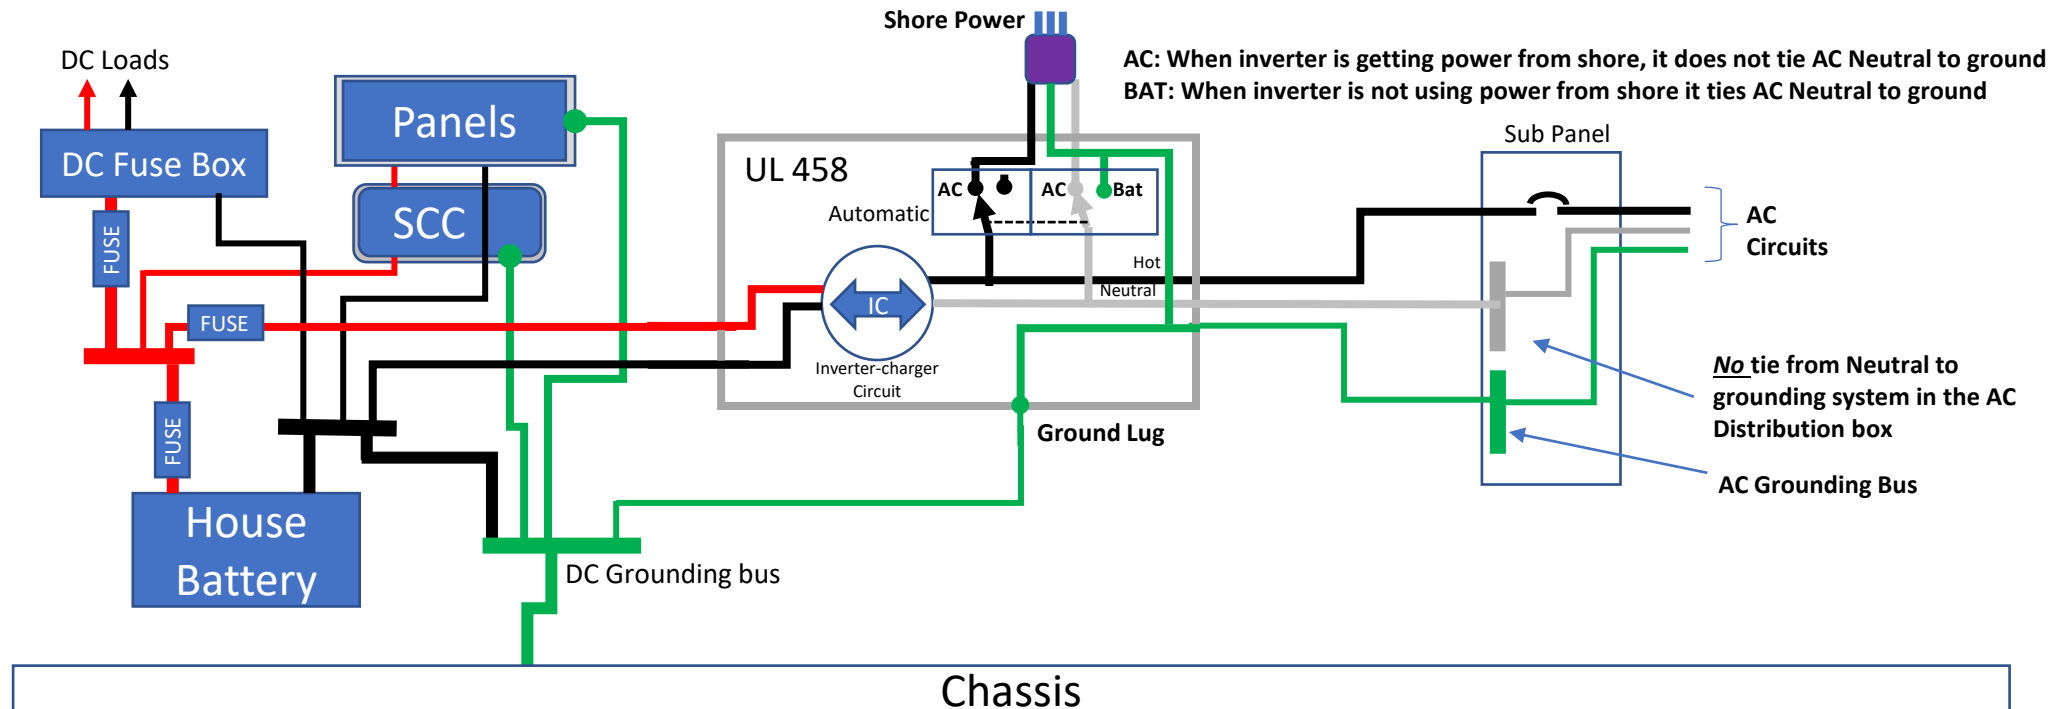 Shore Power
AC: When inverter is getting power from shore, it does not tie AC Neutral to ground
BAT: When inverter is not using power from shore it ties AC Neutral to ground
DC Loads
Panels
DC Fuse Box
UL 458
Sub Panel
AC
AC
Bat
Automatic
SCC
AC
Circuits
FUSE
Hot
Neutral
IC
FUSE
Inverter-charger
Circuit
No tie from Neutral to
grounding system in the AC
Distribution box
FUSE
Ground Lug
AC Grounding Bus
House
Battery
DC Grounding bus
Chassis